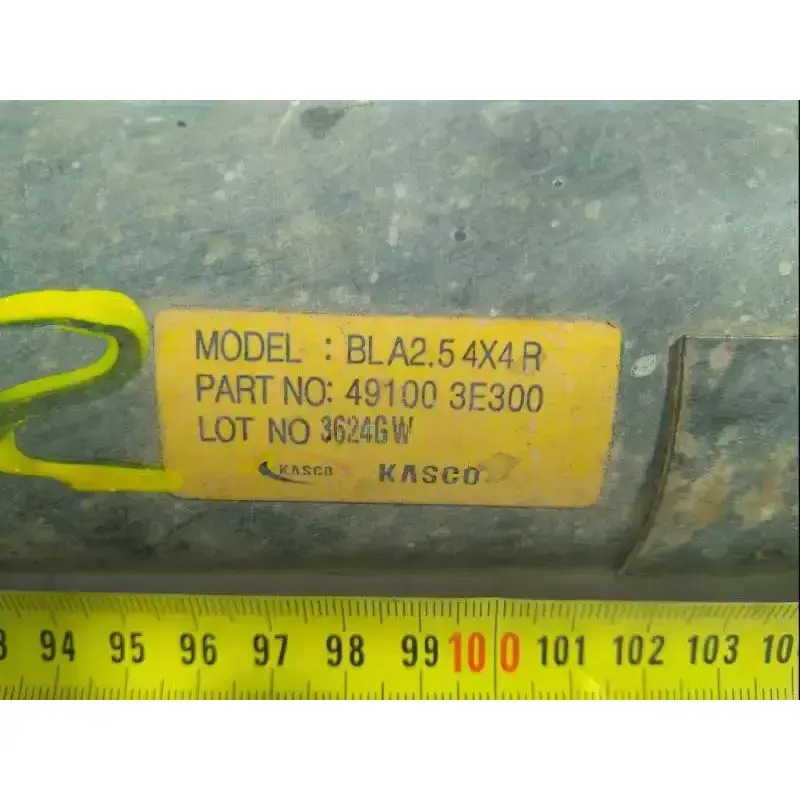 MODEL : BLA2.5 4X4 R
PART NO: 49100 3E300
LOT NO 3624GW
KASCO KASCO
94 95 96 97 98 99 100 101 102 103